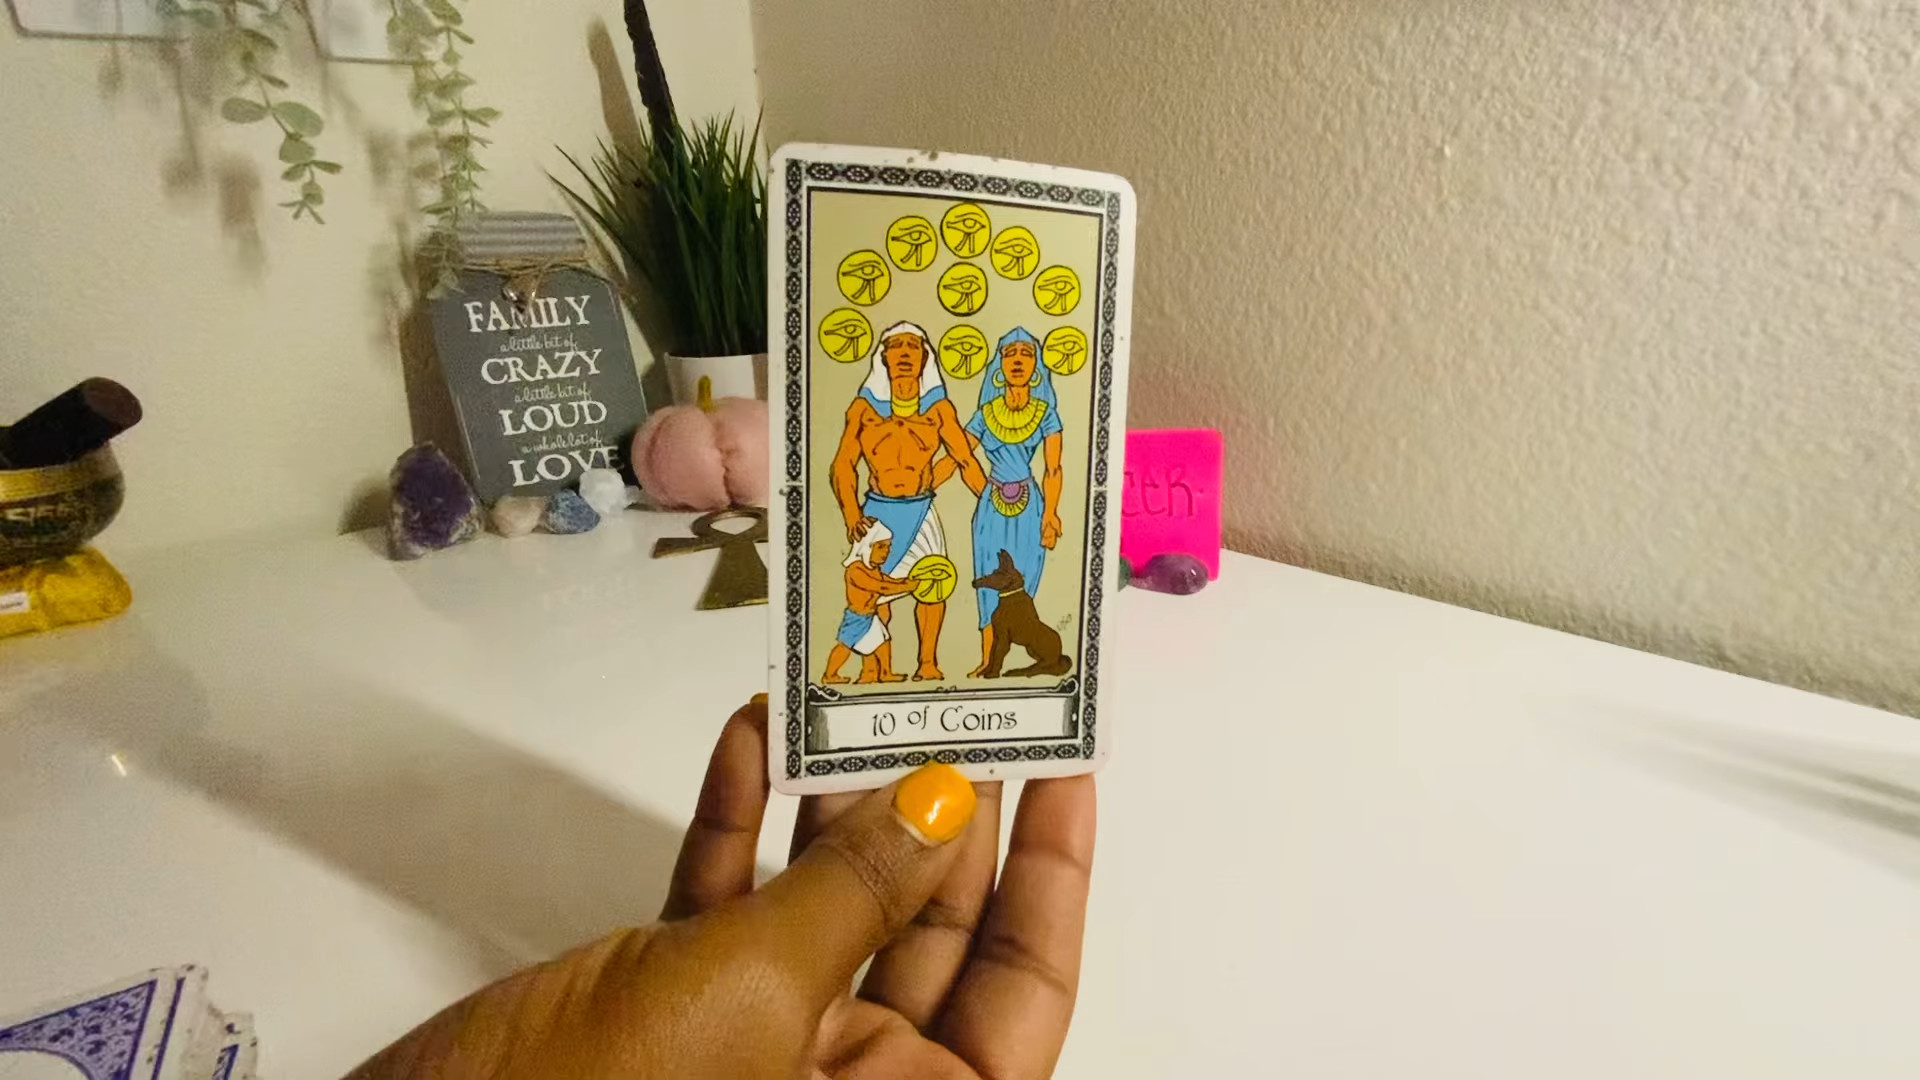 FAMILY
a little bit of
CRAZY
a little bit of
LOUD
a whole lot of
LOVE
10 of Coins